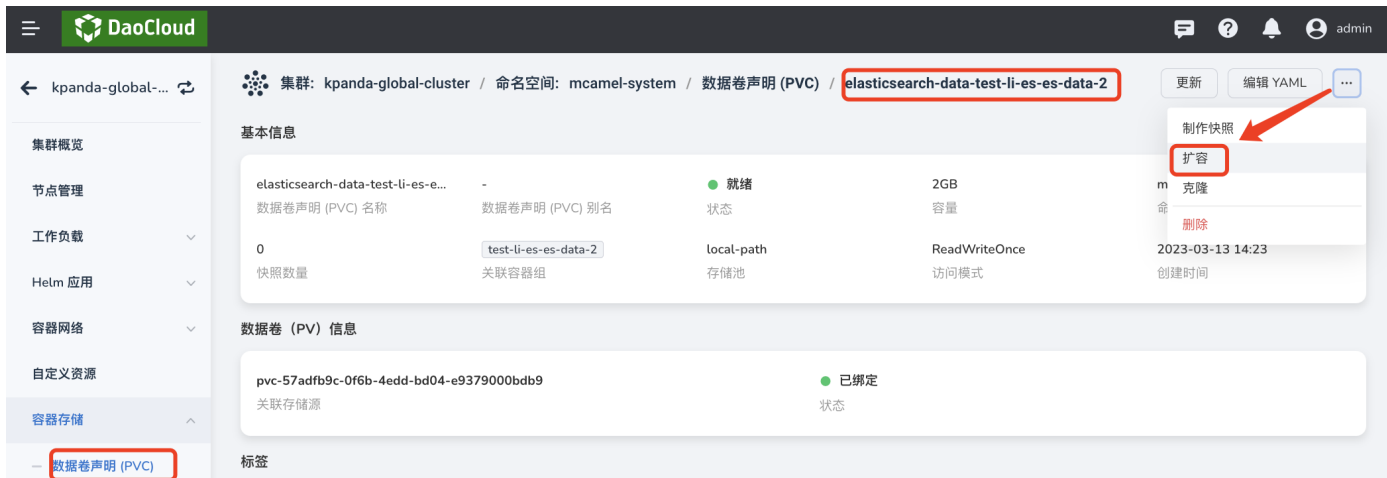 DaoCloud
admin
kpanda-global-...
集群: kpanda-global-cluster / 命名空间: mcamel-system / 数据卷声明 (PVC) / elasticsearch-data-test-li-es-es-data-2
更新
编辑 YAML
...
制作快照
扩容
克隆
删除
集群概览
节点管理
工作负载
Helm 应用
容器网络
自定义资源
容器存储
数据卷声明 (PVC)
基本信息
elasticsearch-data-test-li-es-e... - 就绪 2GB m
数据卷声明 (PVC) 名称 数据卷声明 (PVC) 别名 状态 容量 命
0 test-li-es-es-data-2 local-path ReadWriteOnce 2023-03-13 14:23
快照数量 关联容器组 存储池 访问模式 创建时间
数据卷（PV）信息
pvc-57adfb9c-0f6b-4edd-bd04-e9379000bdb9 已绑定
关联存储源 状态
标签